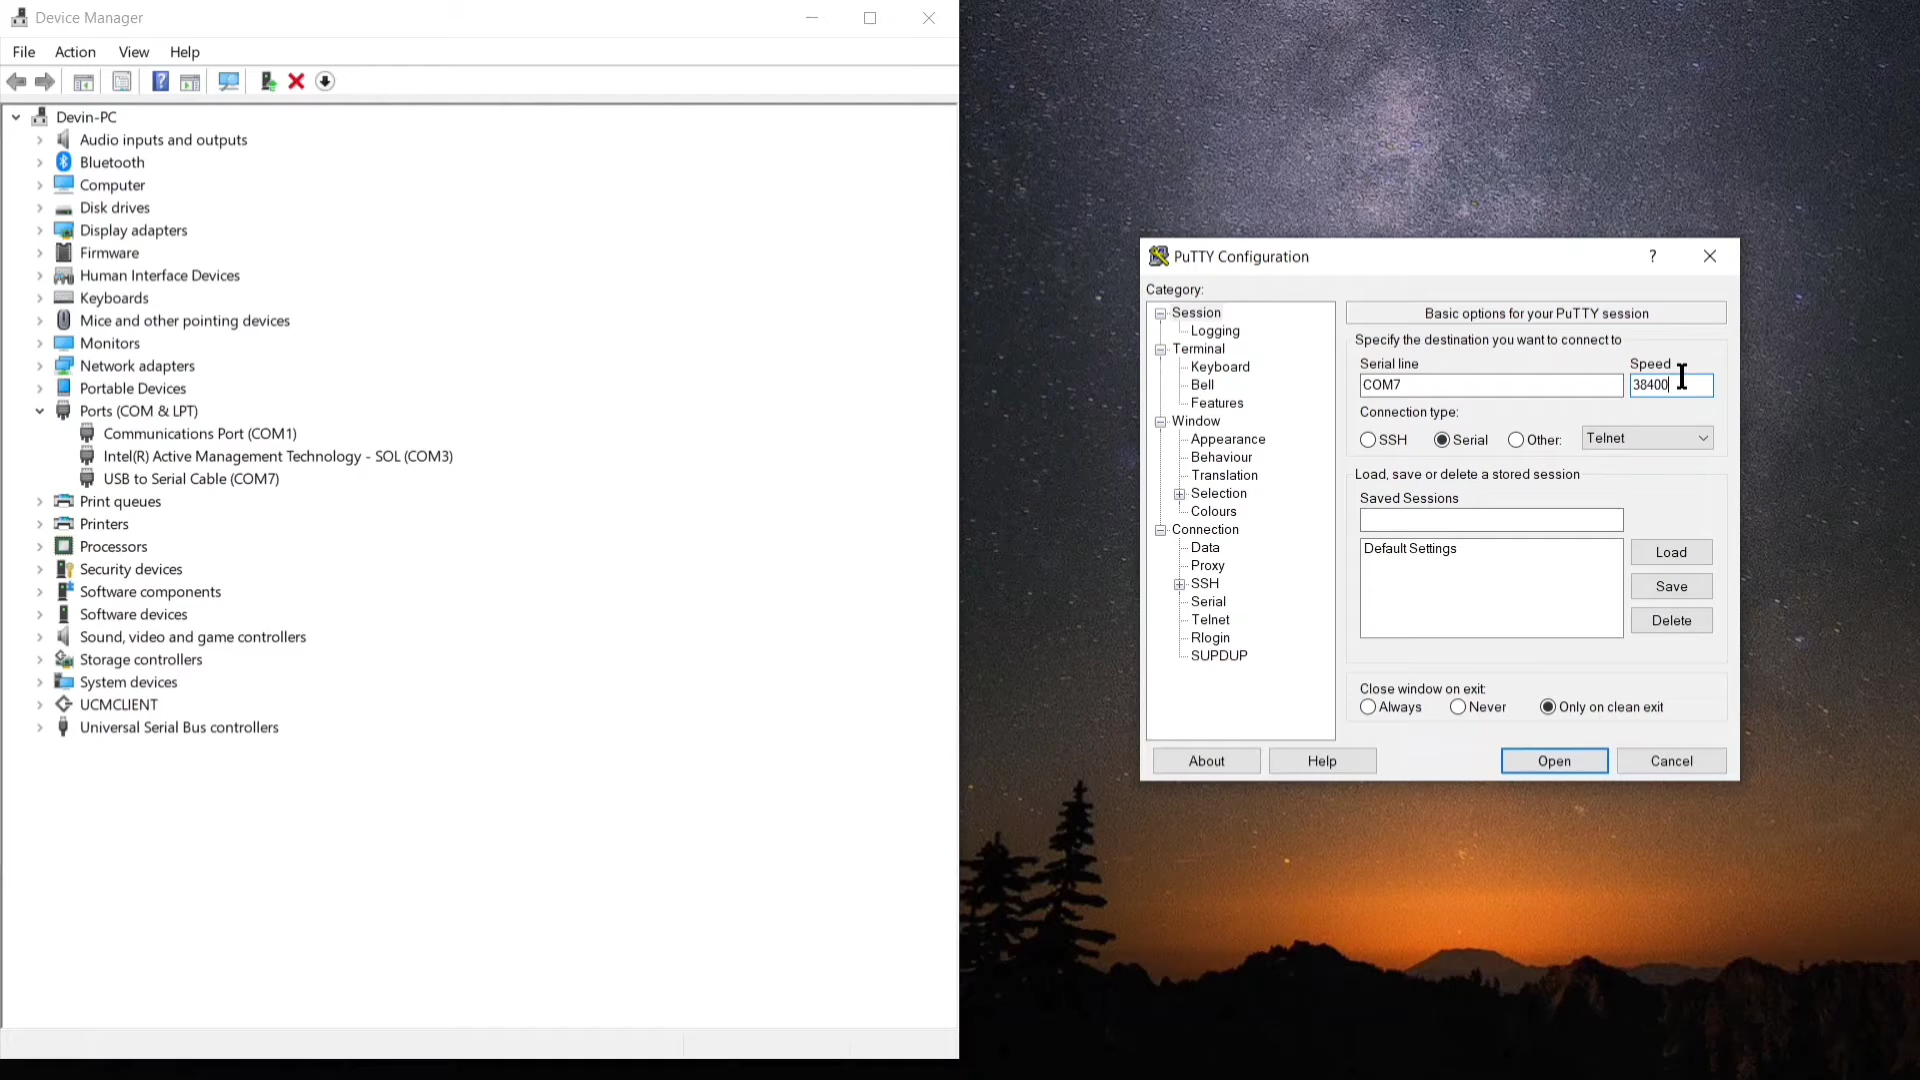 Device Manager
File Action View Help
Devin-PC
Audio inputs and outputs
Bluetooth
Computer
Disk drives
Display adapters
Firmware
Human Interface Devices
Keyboards
Mice and other pointing devices
Monitors
Network adapters
Portable Devices
Ports (COM & LPT)
Communications Port (COM1)
Intel(R) Active Management Technology - SOL (COM3)
USB to Serial Cable (COM7)
Print queues
Printers
Processors
Security devices
Software components
Software devices
Sound, video and game controllers
Storage controllers
System devices
UCMCLIENT
Universal Serial Bus controllers
PuTTY Configuration
?
Category:
Session
Logging
Terminal
Keyboard
Bell
Features
Window
Appearance
Behaviour
Translation
Selection
Colours
Connection
Data
Proxy
SSH
Serial
Telnet
Rlogin
SUPDUP
Basic options for your PuTTY session
Specify the destination you want to connect to
Serial line Speed
COM7 38400
Connection type:
SSH Serial Other: Telnet
Load, save or delete a stored session
Saved Sessions
Default Settings
Load
Save
Delete
Close window on exit:
Always Never Only on clean exit
About Help Open Cancel